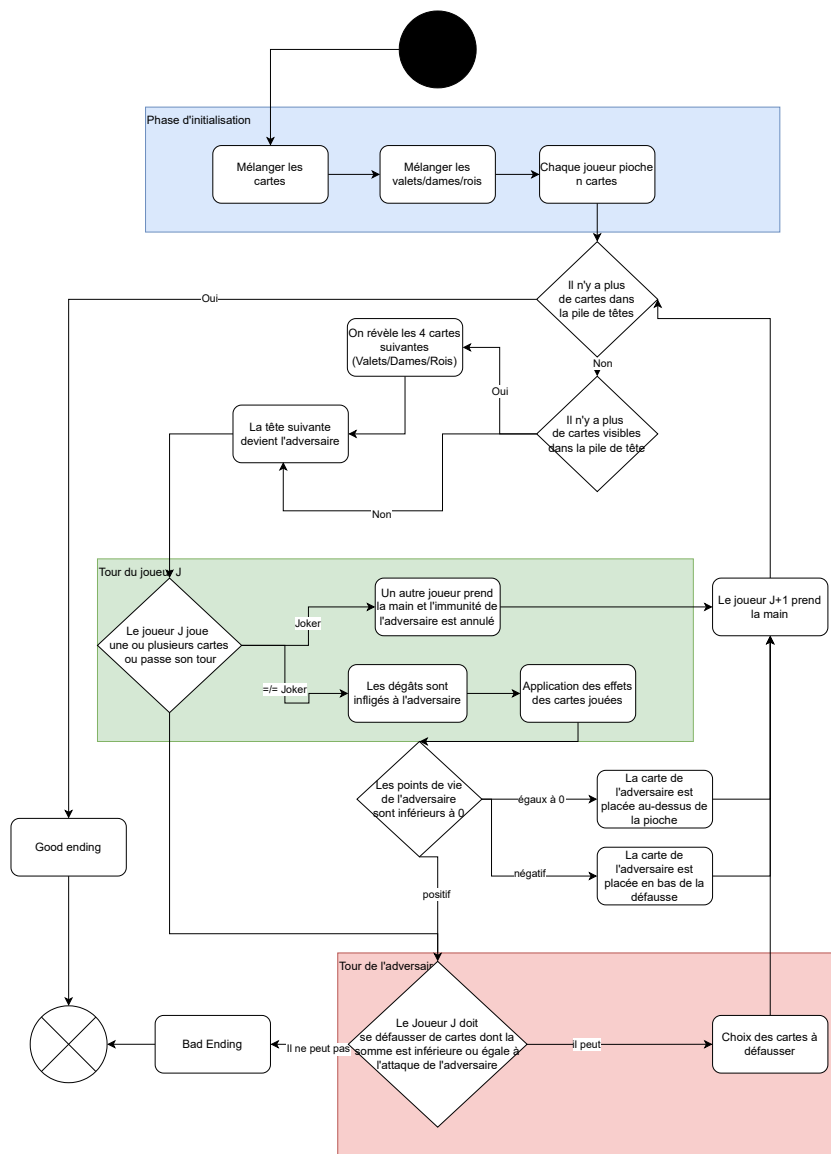 Phase d'initialisation
Mélanger les
cartes
Mélanger les
valets/dames/rois
Chaque joueur pioche
n cartes
Il n'y a plus
de cartes dans
la pile de têtes
Oui
Non
On révèle les 4 cartes
suivantes
(Valets/Dames/Rois)
Oui
Il n'y a plus
de cartes visibles
dans la pile de tête
La tête suivante
devient l'adversaire
Non
Tour du joueur J
Le joueur J joue
une ou plusieurs cartes
ou passe son tour
Joker
Un autre joueur prend
la main et l'immunité de
l'adversaire est annulé
Le joueur J+1 prend
la main
=/= Joker
Les dégâts sont
infligés à l'adversaire
Application des effets
des cartes jouées
Les points de vie
de l'adversaire
sont inférieurs à 0
égaux à 0
La carte de
l'adversaire est
placée au-dessus de
la pioche
négatif
La carte de
l'adversaire est
placée en bas de la
défausse
positif
Good ending
Tour de l'adversaire
Le Joueur J doit
se défausser de cartes dont la
somme est inférieure ou égale à
l'attaque de l'adversaire
Il ne peut pas
Bad Ending
il peut
Choix des cartes à
défausser